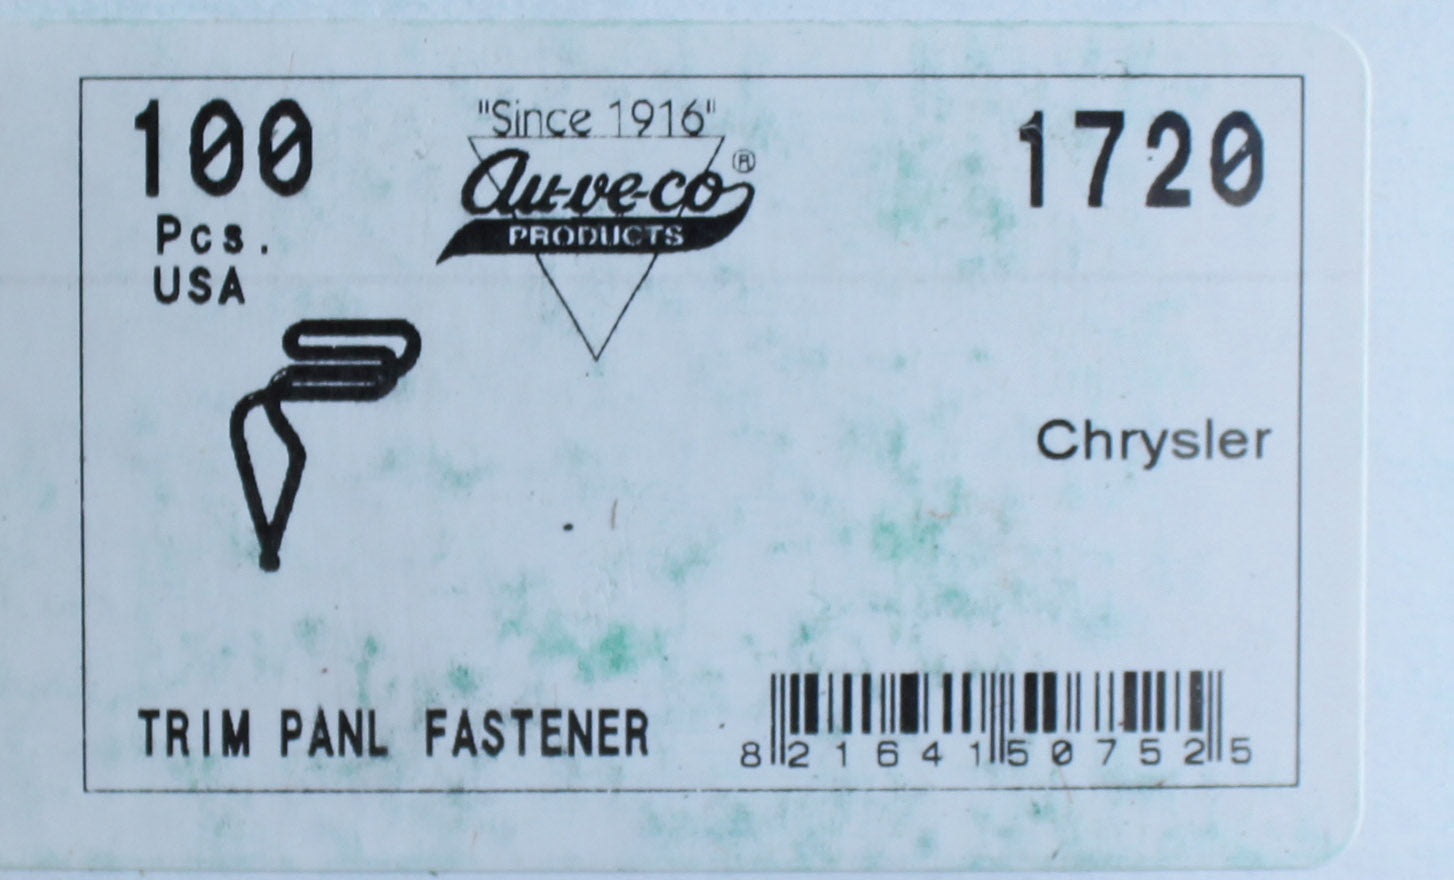 100
Pcs.
USA
"Since 1916"
Au-ve-co®
PRODUCTS
1720
Chrysler
TRIM PANL FASTENER
8 21641 50752 5